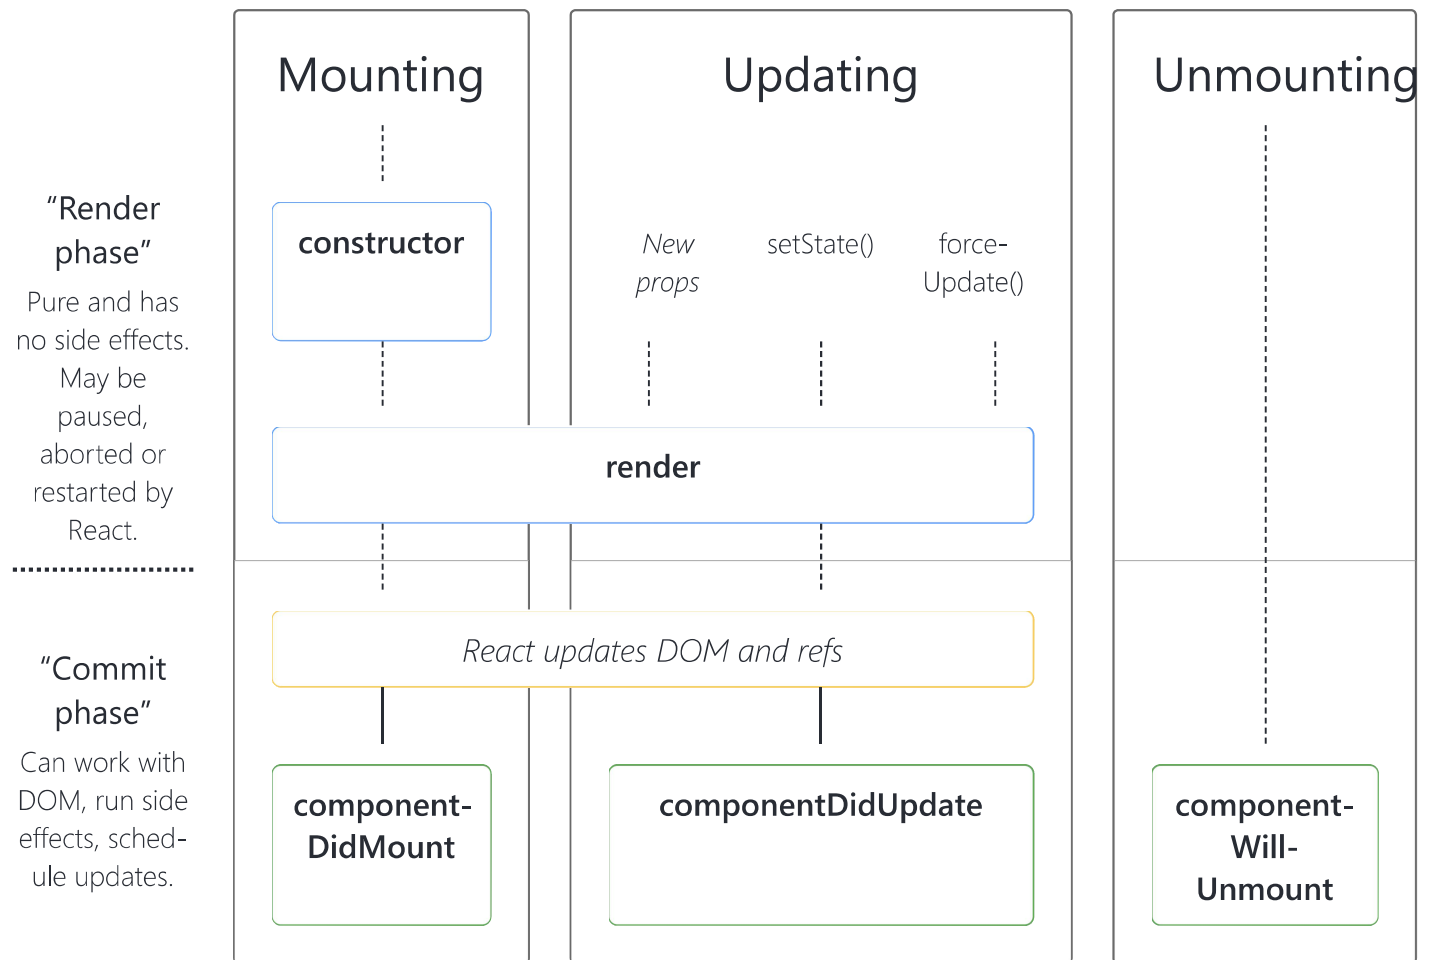 Mounting
Updating
Unmounting
“Render
phase”
Pure and has
no side effects.
May be
paused,
aborted or
restarted by
React.
constructor
New
props
setState()
force-
Update()
render
React updates DOM and refs
“Commit
phase”
Can work with
DOM, run side
effects, sched-
ule updates.
component-
DidMount
componentDidUpdate
component-
Will-
Unmount